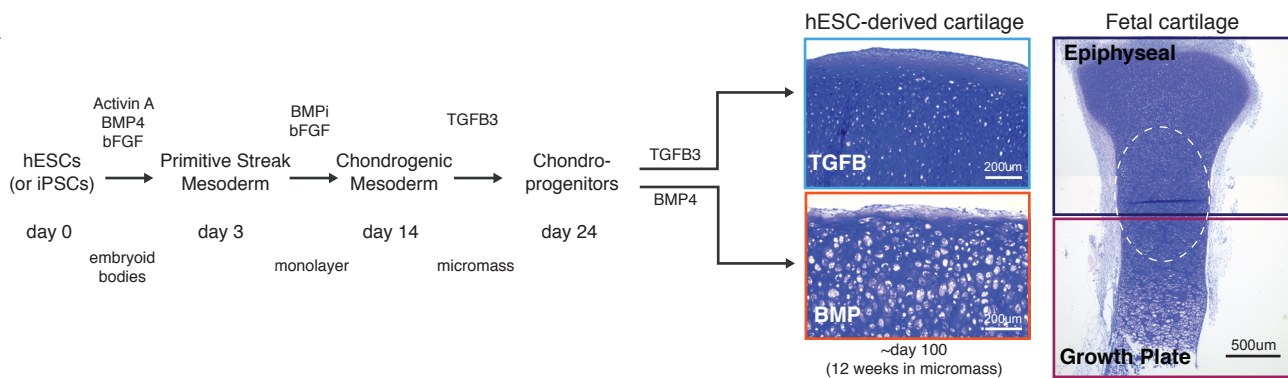 hESC-derived cartilage
Fetal cartilage
Activin A
BMP4
bFGF
BMPi
bFGF
TGFB3
hESCs
(or iPSCs)
Primitive Streak
Mesoderm
Chondrogenic
Mesoderm
Chondro-
progenitors
TGFB3
BMP4
day 0
day 3
day 14
day 24
embryoid
bodies
monolayer
micromass
TGFB
200um
BMP
200um
~day 100
(12 weeks in micromass)
Epiphyseal
Growth Plate
500um